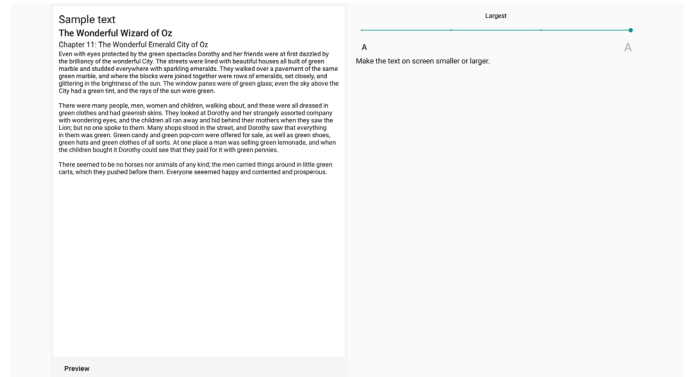 Sample text
The Wonderful Wizard of Oz
Chapter 11: The Wonderful Emerald City of Oz
Even with eyes protected by the green spectacles Dorothy and her friends were at first dazzled by
the brilliancy of the wonderful City. The streets were lined with beautiful houses all built of green
marble and studded everywhere with sparkling emeralds. They walked over a pavement of the same
green marble, and where the blocks were joined together were rows of emeralds, set closely, and
glittering in the brightness of the sun. The window panes were of green glass; even the sky above the
City had a green tint, and the rays of the sun were green.
There were many people, men, women and children, walking about, and these were all dressed in
green clothes and had greenish skins. They looked at Dorothy and her strangely assorted company
with wondering eyes, and the children all ran away and hid behind their mothers when they saw the
Lion; but no one spoke to them. Many shops stood in the street, and Dorothy saw that everything
in them was green. Green candy and green pop-corn were offered for sale, as well as green shoes,
green hats and green clothes of all sorts. At one place a man was selling green lemonade, and when
the children bought it Dorothy could see that they paid for it with green pennies.
There seemed to be no horses nor animals of any kind; the men carried things around in little green
carts, which they pushed before them. Everyone seeemed happy and contented and prosperous.
Preview
Largest
A A
Make the text on screen smaller or larger.